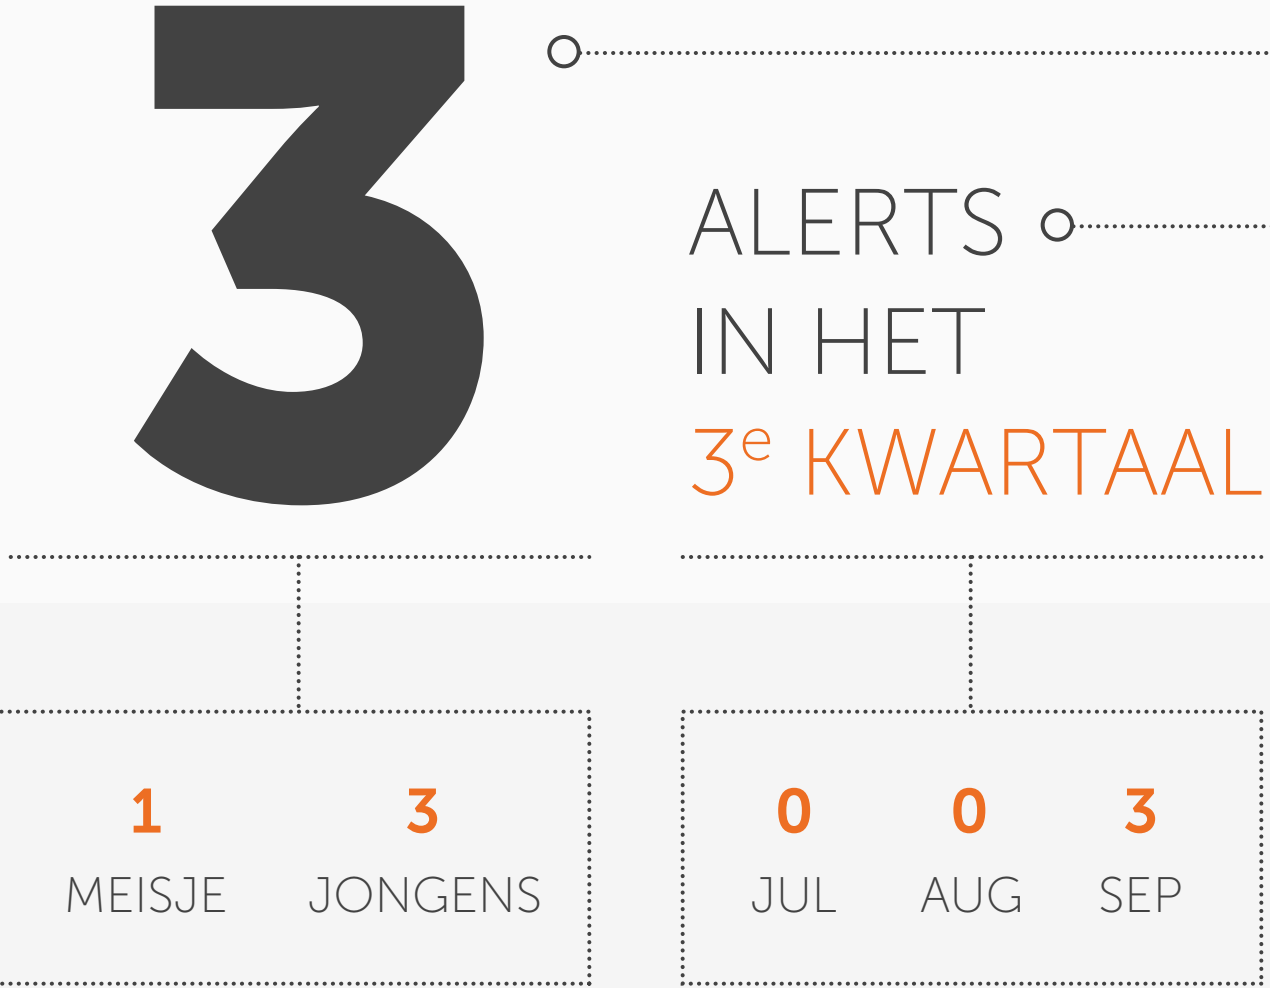 3
ALERTS
IN HET
3e KWARTAAL
1 3
MEISJE JONGENS
0 0 3
JUL AUG SEP